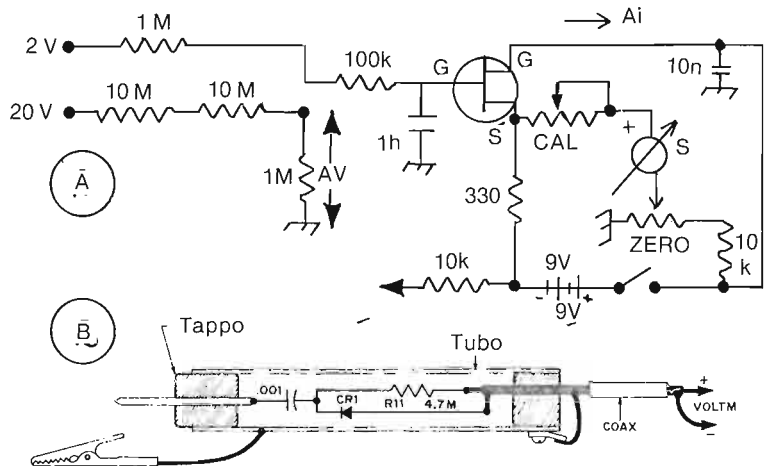 Ai
1 M
2 V
100k
G
G
10n
10 M
10 M
20 V
S
CAL
+
S
1h
1M
AV
A
330
ZERO
10
k
10k
9V
- +
9V
B
Tappo
Tubo
.001
CR1
R11
4.7M
COAX
+
VOLTM
-